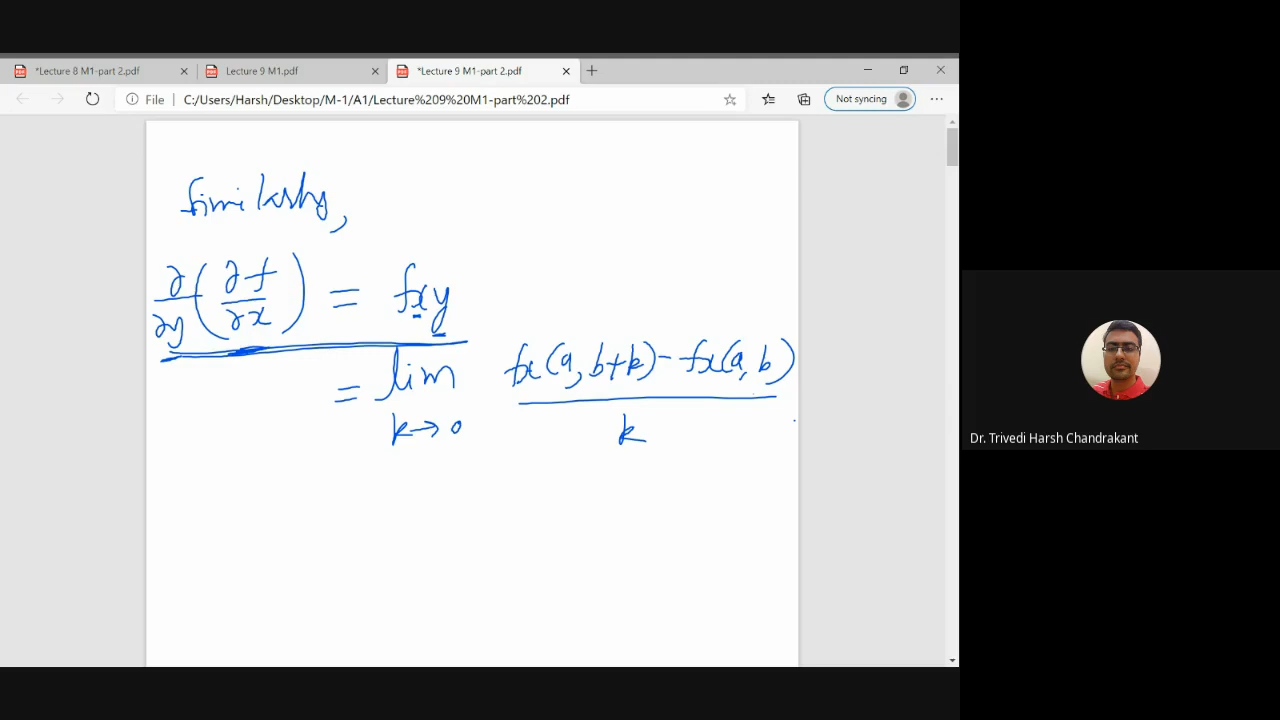 *Lecture 8 M1-part 2.pdf
Lecture 9 M1.pdf
*Lecture 9 M1-part 2.pdf
File
C:/Users/Harsh/Desktop/M-1/A1/Lecture%209%20M1-part%202.pdf
Not syncing
Similarly,
∂/∂y (∂f/∂x) = fxy
= lim k→0 (fx(a, b+k) - fx(a, b)) / k
Dr. Trivedi Harsh Chandrakant